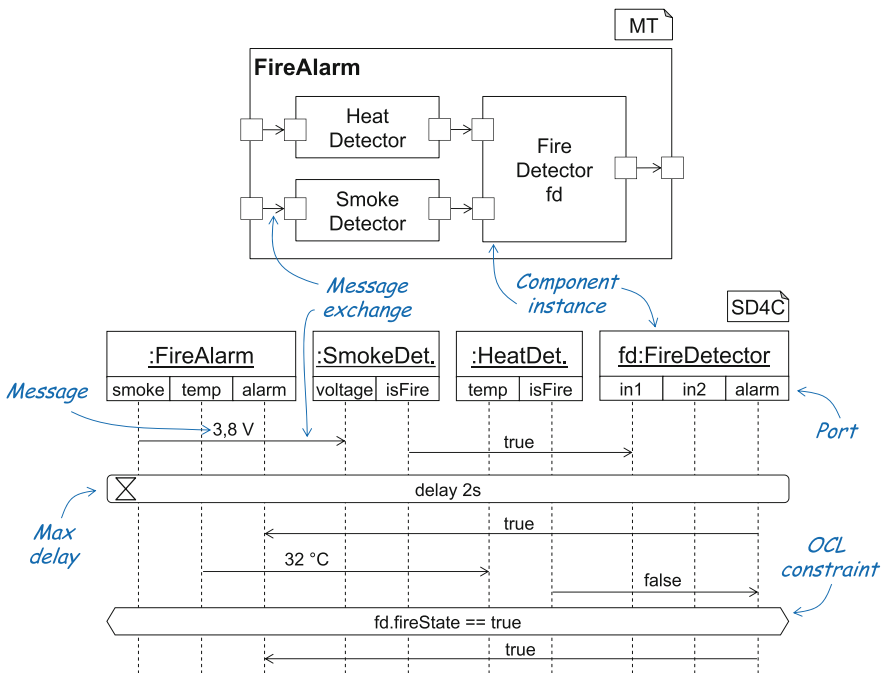 MT
FireAlarm
Heat
Detector
Fire
Detector
fd
Smoke
Detector
Message
exchange
Component
instance
SD4C
:FireAlarm
:SmokeDet.
:HeatDet.
fd:FireDetector
smoke temp alarm
voltage isFire
temp isFire
in1 in2 alarm
Message
Port
3,8 V
true
delay 2s
Max
delay
true
OCL
constraint
32 °C
false
fd.fireState == true
true